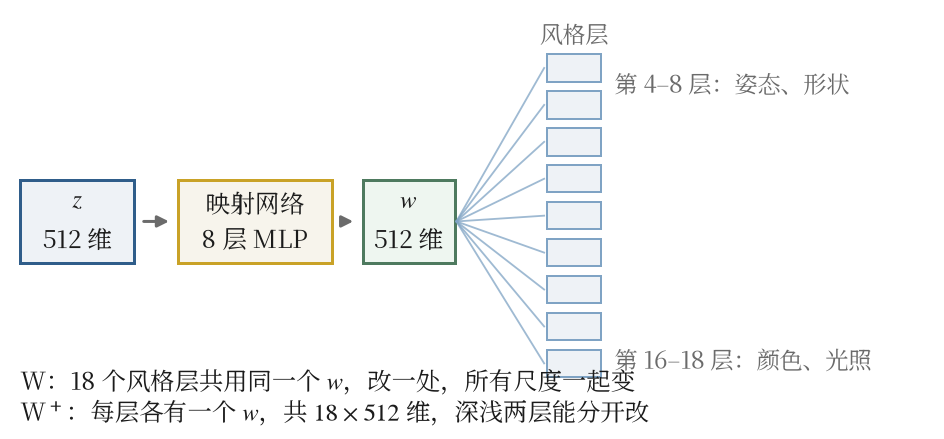 风格层
第 4–8 层：姿态、形状
z
512 维
映射网络
8 层 MLP
w
512 维
第 16–18 层：颜色、光照
W：18 个风格层共用同一个 w，改一处，所有尺度一起变
W⁺：每层各有一个 w，共 18 × 512 维，深浅两层能分开改